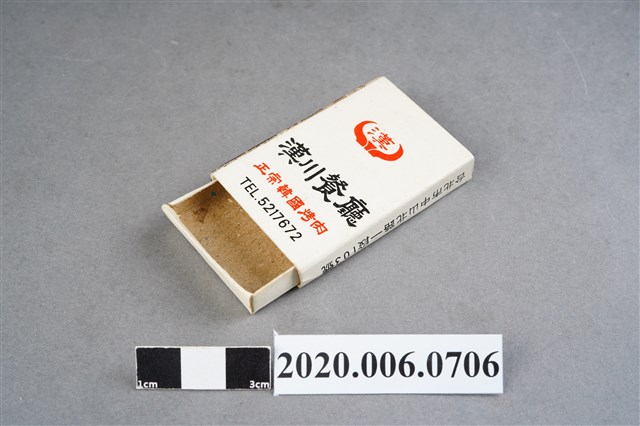 漢
漢川餐廳
正宗韓國烤肉
TEL.5217672
台北市中山北路一段103號
1cm
3cm
2020.006.0706